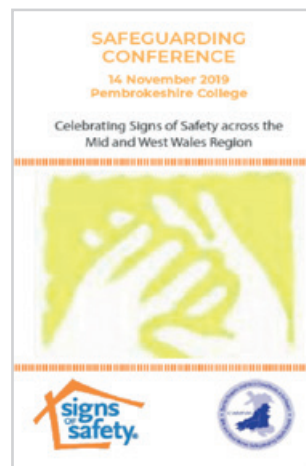 SAFEGUARDING
CONFERENCE
14 November 2019
Pembrokeshire College
Celebrating Signs of Safety across the
Mid and West Wales Region
signs
OF
safety®